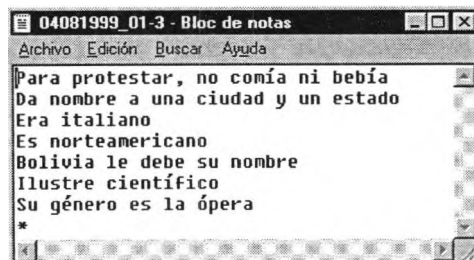 04081999_01-3 - Bloc de notas
Archivo Edición Buscar Ayuda
Para protestar, no comía ni bebía
Da nombre a una ciudad y un estado
Era italiano
Es norteamericano
Bolivia le debe su nombre
Ilustre científico
Su género es la ópera
*